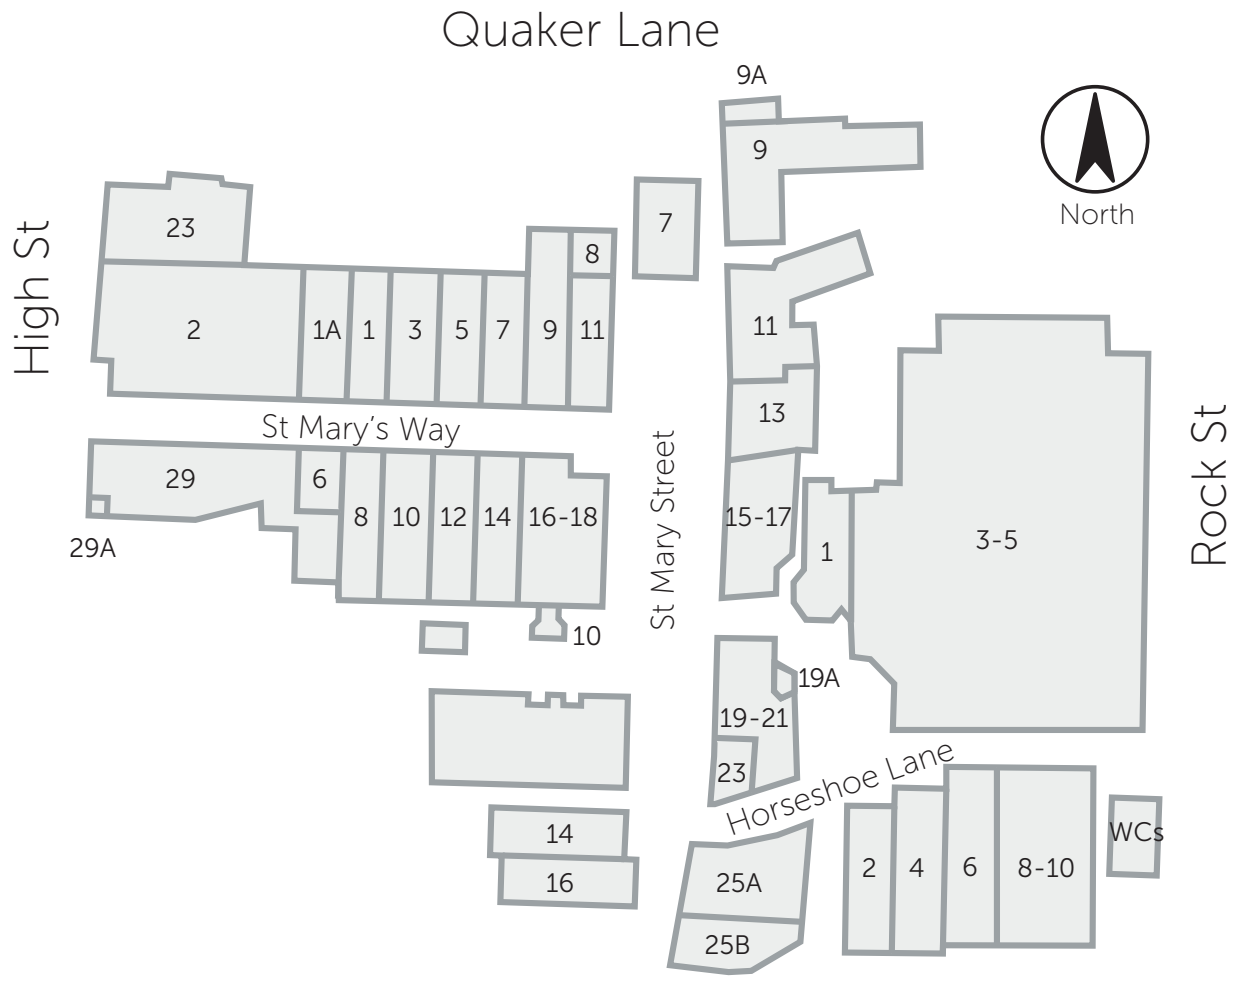 Quaker Lane
9A
9
North
High St
23
7
8
2
1A
1
3
5
7
9
11
11
St Mary's Way
13
Rock St
29
6
29A
8
10
12
14
16-18
St Mary Street
15-17
1
3-5
10
19A
19-21
23
Horseshoe Lane
14
16
25A
25B
2
4
6
8-10
WCs